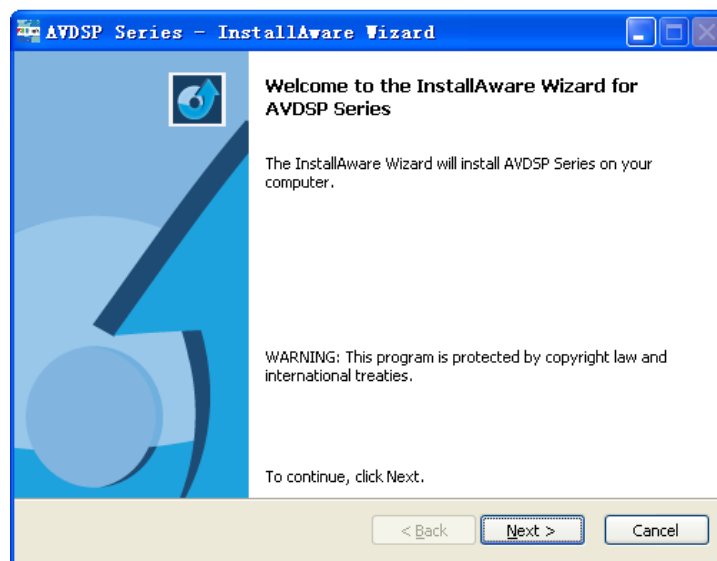 AVDSP Series - InstallAware Wizard
Welcome to the InstallAware Wizard for
AVDSP Series
The InstallAware Wizard will install AVDSP Series on your
computer.
WARNING: This program is protected by copyright law and
international treaties.
To continue, click Next.
< Back Next > Cancel